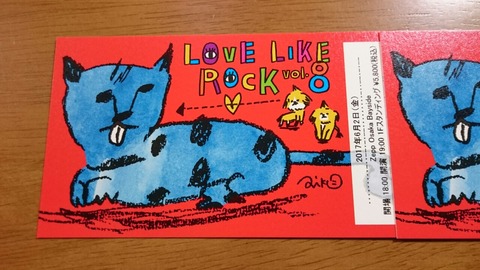 LOVE LiKE
ROCK vol.8
aiko
2017年6月2日(金)
Zepp Osaka Bayside
開場 18:00 開演 19:00 1Fスタンディング ¥5,800(税込)